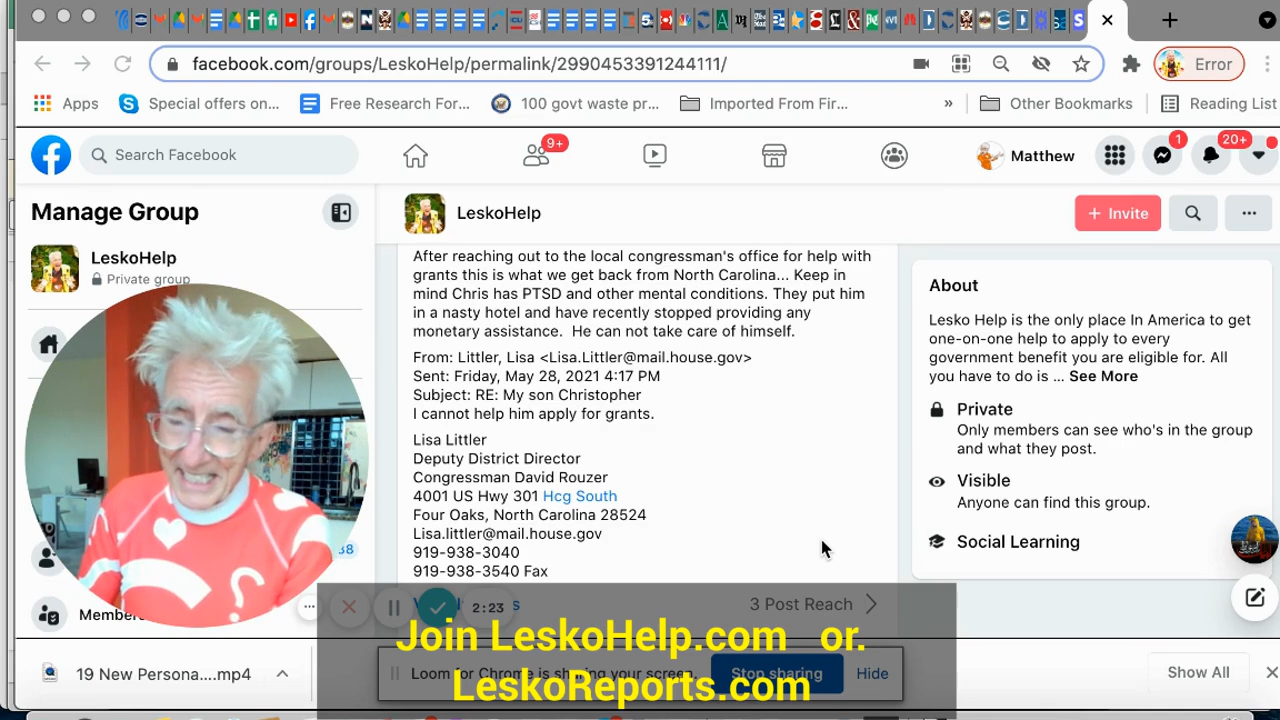 facebook.com/groups/LeskoHelp/permalink/2990453391244111/
Error
Apps
Special offers on...
Free Research For...
100 govt waste pr...
Imported From Fir...
»
Other Bookmarks
Reading List
Search Facebook
9+
Matthew
1
20+
Manage Group
LeskoHelp
+ Invite
LeskoHelp
Private group
After reaching out to the local congressman's office for help with
grants this is what we get back from North Carolina... Keep in
mind Chris has PTSD and other mental conditions. They put him
in a nasty hotel and have recently stopped providing any
monetary assistance. He can not take care of himself.
From: Littler, Lisa <Lisa.Littler@mail.house.gov>
Sent: Friday, May 28, 2021 4:17 PM
Subject: RE: My son Christopher
I cannot help him apply for grants.
Lisa Littler
Deputy District Director
Congressman David Rouzer
4001 US Hwy 301 Hcg South
Four Oaks, North Carolina 28524
Lisa.littler@mail.house.gov
919-938-3040
919-938-3540 Fax
3 Post Reach
About
Lesko Help is the only place In America to get
one-on-one help to apply to every
government benefit you are eligible for. All
you have to do is ... See More
Private
Only members can see who's in the group
and what they post.
Visible
Anyone can find this group.
Social Learning
2:23
Join LeskoHelp.com or.
LeskoReports.com
Loom for Chrome is sharing your screen.
Stop sharing
Hide
19 New Persona....mp4
Show All